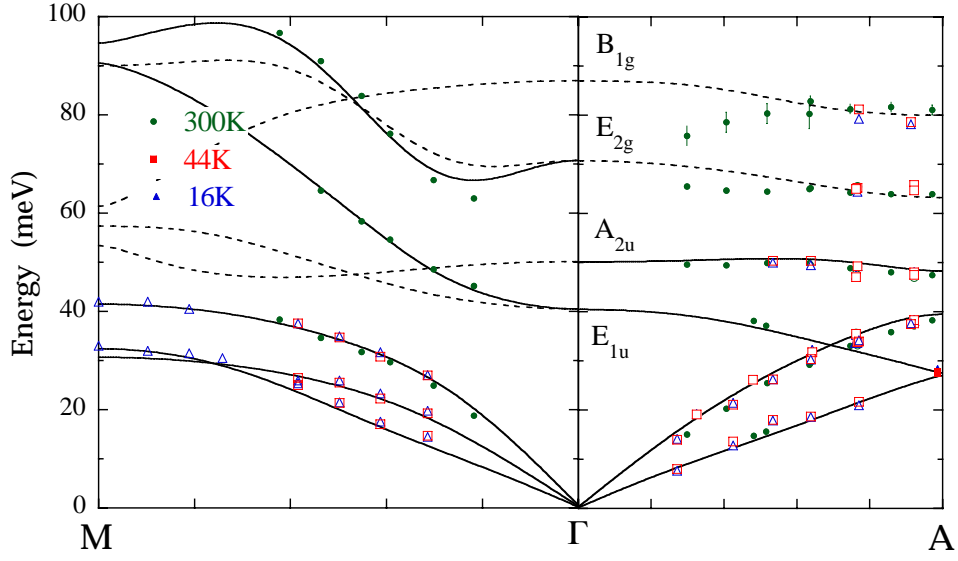 100
80
60
40
20
0
Energy (meV)
300K
44K
16K
B1g
E2g
A2u
E1u
M
Γ
A